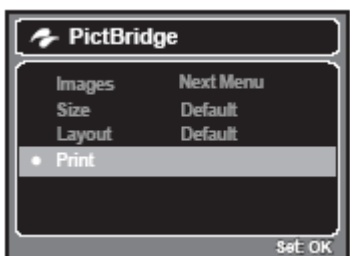 PictBridge
Images Next Menu
Size Default
Layout Default
Print
Set: OK